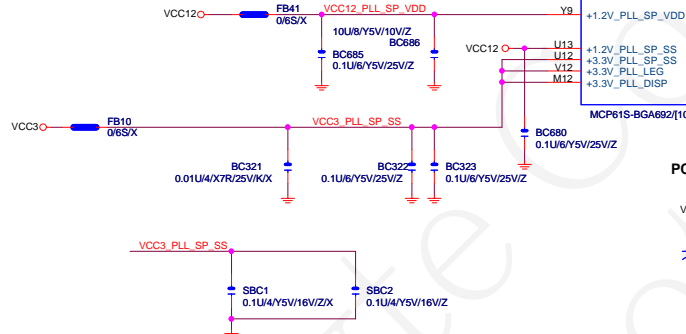 VCC12
FB41
0/6S/X
VCC12_PLL_SP_VDD
Y9
+1.2V_PLL_SP_VDD
10U/8/Y5V/10V/Z
BC686
BC685
0.1U/6/Y5V/25V/Z
VCC12
U13
+1.2V_PLL_SP_SS
U12
+3.3V_PLL_SP_SS
V12
+3.3V_PLL_LEG
M12
+3.3V_PLL_DISP
MCP61S-BGA692/[10
VCC3
FB10
0/6S/X
VCC3_PLL_SP_SS
BC680
0.1U/6/Y5V/25V/Z
BC321
0.01U/4/X7R/25V/K/X
BC322
0.1U/6/Y5V/25V/Z
BC323
0.1U/6/Y5V/25V/Z
VCC3_PLL_SP_SS
SBC1
0.1U/4/Y5V/16V/Z/X
SBC2
0.1U/4/Y5V/16V/Z